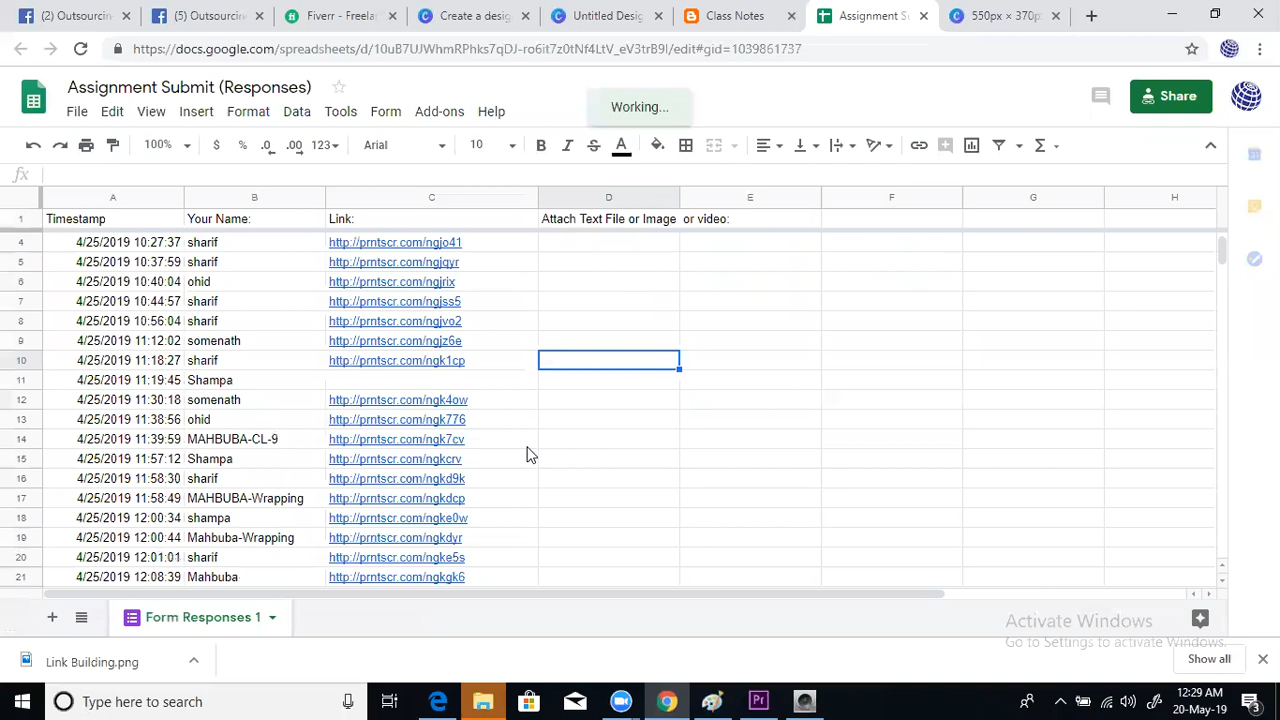 (2) Outsourcin
(5) Outsourcin
Fiverr - Freelan
Create a design
Untitled Desig
Class Notes
Assignment Su
550px × 370px
https://docs.google.com/spreadsheets/d/10uB7UJWhmRPhks7qDJ-ro6it7z0tNf4LtV_eV3trB9I/edit#gid=1039861737
Assignment Submit (Responses)
Working...
Share
File Edit View Insert Format Data Tools Form Add-ons Help
100% $ % .0 .00 123 Arial 10 B I S A Σ
fx
A B C D E F G H
1 Timestamp Your Name: Link: Attach Text File or Image or video:
4 4/25/2019 10:27:37 sharif http://prntscr.com/ngjo41
5 4/25/2019 10:37:59 sharif http://prntscr.com/ngjqyr
6 4/25/2019 10:40:04 ohid http://prntscr.com/ngjrix
7 4/25/2019 10:44:57 sharif http://prntscr.com/ngjss5
8 4/25/2019 10:56:04 sharif http://prntscr.com/ngjvo2
9 4/25/2019 11:12:02 somenath http://prntscr.com/ngjz6e
10 4/25/2019 11:18:27 sharif http://prntscr.com/ngk1cp
11 4/25/2019 11:19:45 Shampa
12 4/25/2019 11:30:18 somenath http://prntscr.com/ngk4ow
13 4/25/2019 11:38:56 ohid http://prntscr.com/ngk776
14 4/25/2019 11:39:59 MAHBUBA-CL-9 http://prntscr.com/ngk7cv
15 4/25/2019 11:57:12 Shampa http://prntscr.com/ngkcrv
16 4/25/2019 11:58:30 sharif http://prntscr.com/ngkd9k
17 4/25/2019 11:58:49 MAHBUBA-Wrapping http://prntscr.com/ngkdcp
18 4/25/2019 12:00:34 shampa http://prntscr.com/ngke0w
19 4/25/2019 12:00:44 Mahbuba-Wrapping http://prntscr.com/ngkdyr
20 4/25/2019 12:01:01 sharif http://prntscr.com/ngke5s
21 4/25/2019 12:08:39 Mahbuba http://prntscr.com/ngkgk6
Form Responses 1
Activate Windows
Go to Settings to activate Windows.
Link Building.png
Show all
Type here to search
Pr
12:29 AM
20-May-19
3